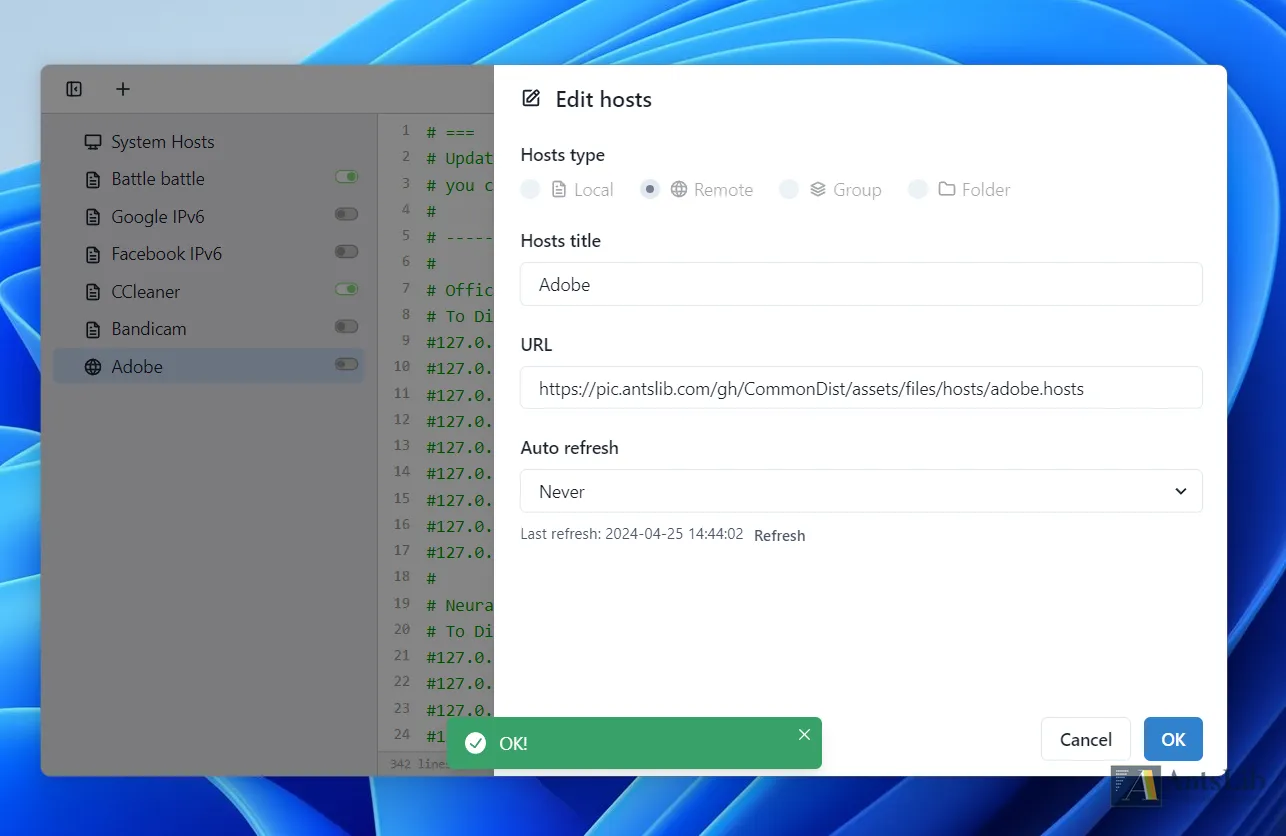 System Hosts
Battle battle
Google IPv6
Facebook IPv6
CCleaner
Bandicam
Adobe
1 # ===
2 # Updat
3 # you c
4 #
5 # -----
6 #
7 # Offic
8 # To Di
9 #127.0.
10 #127.0.
11 #127.0.
12 #127.0.
13 #127.0.
14 #127.0.
15 #127.0.
16 #127.0.
17 #127.0.
18 #
19 # Neura
20 # To Di
21 #127.0.
22 #127.0.
23 #127.0.
24 #1
342 lines
Edit hosts
Hosts type
Local Remote Group Folder
Hosts title
Adobe
URL
https://pic.antslib.com/gh/CommonDist/assets/files/hosts/adobe.hosts
Auto refresh
Never
Last refresh: 2024-04-25 14:44:02 Refresh
OK!
Cancel OK